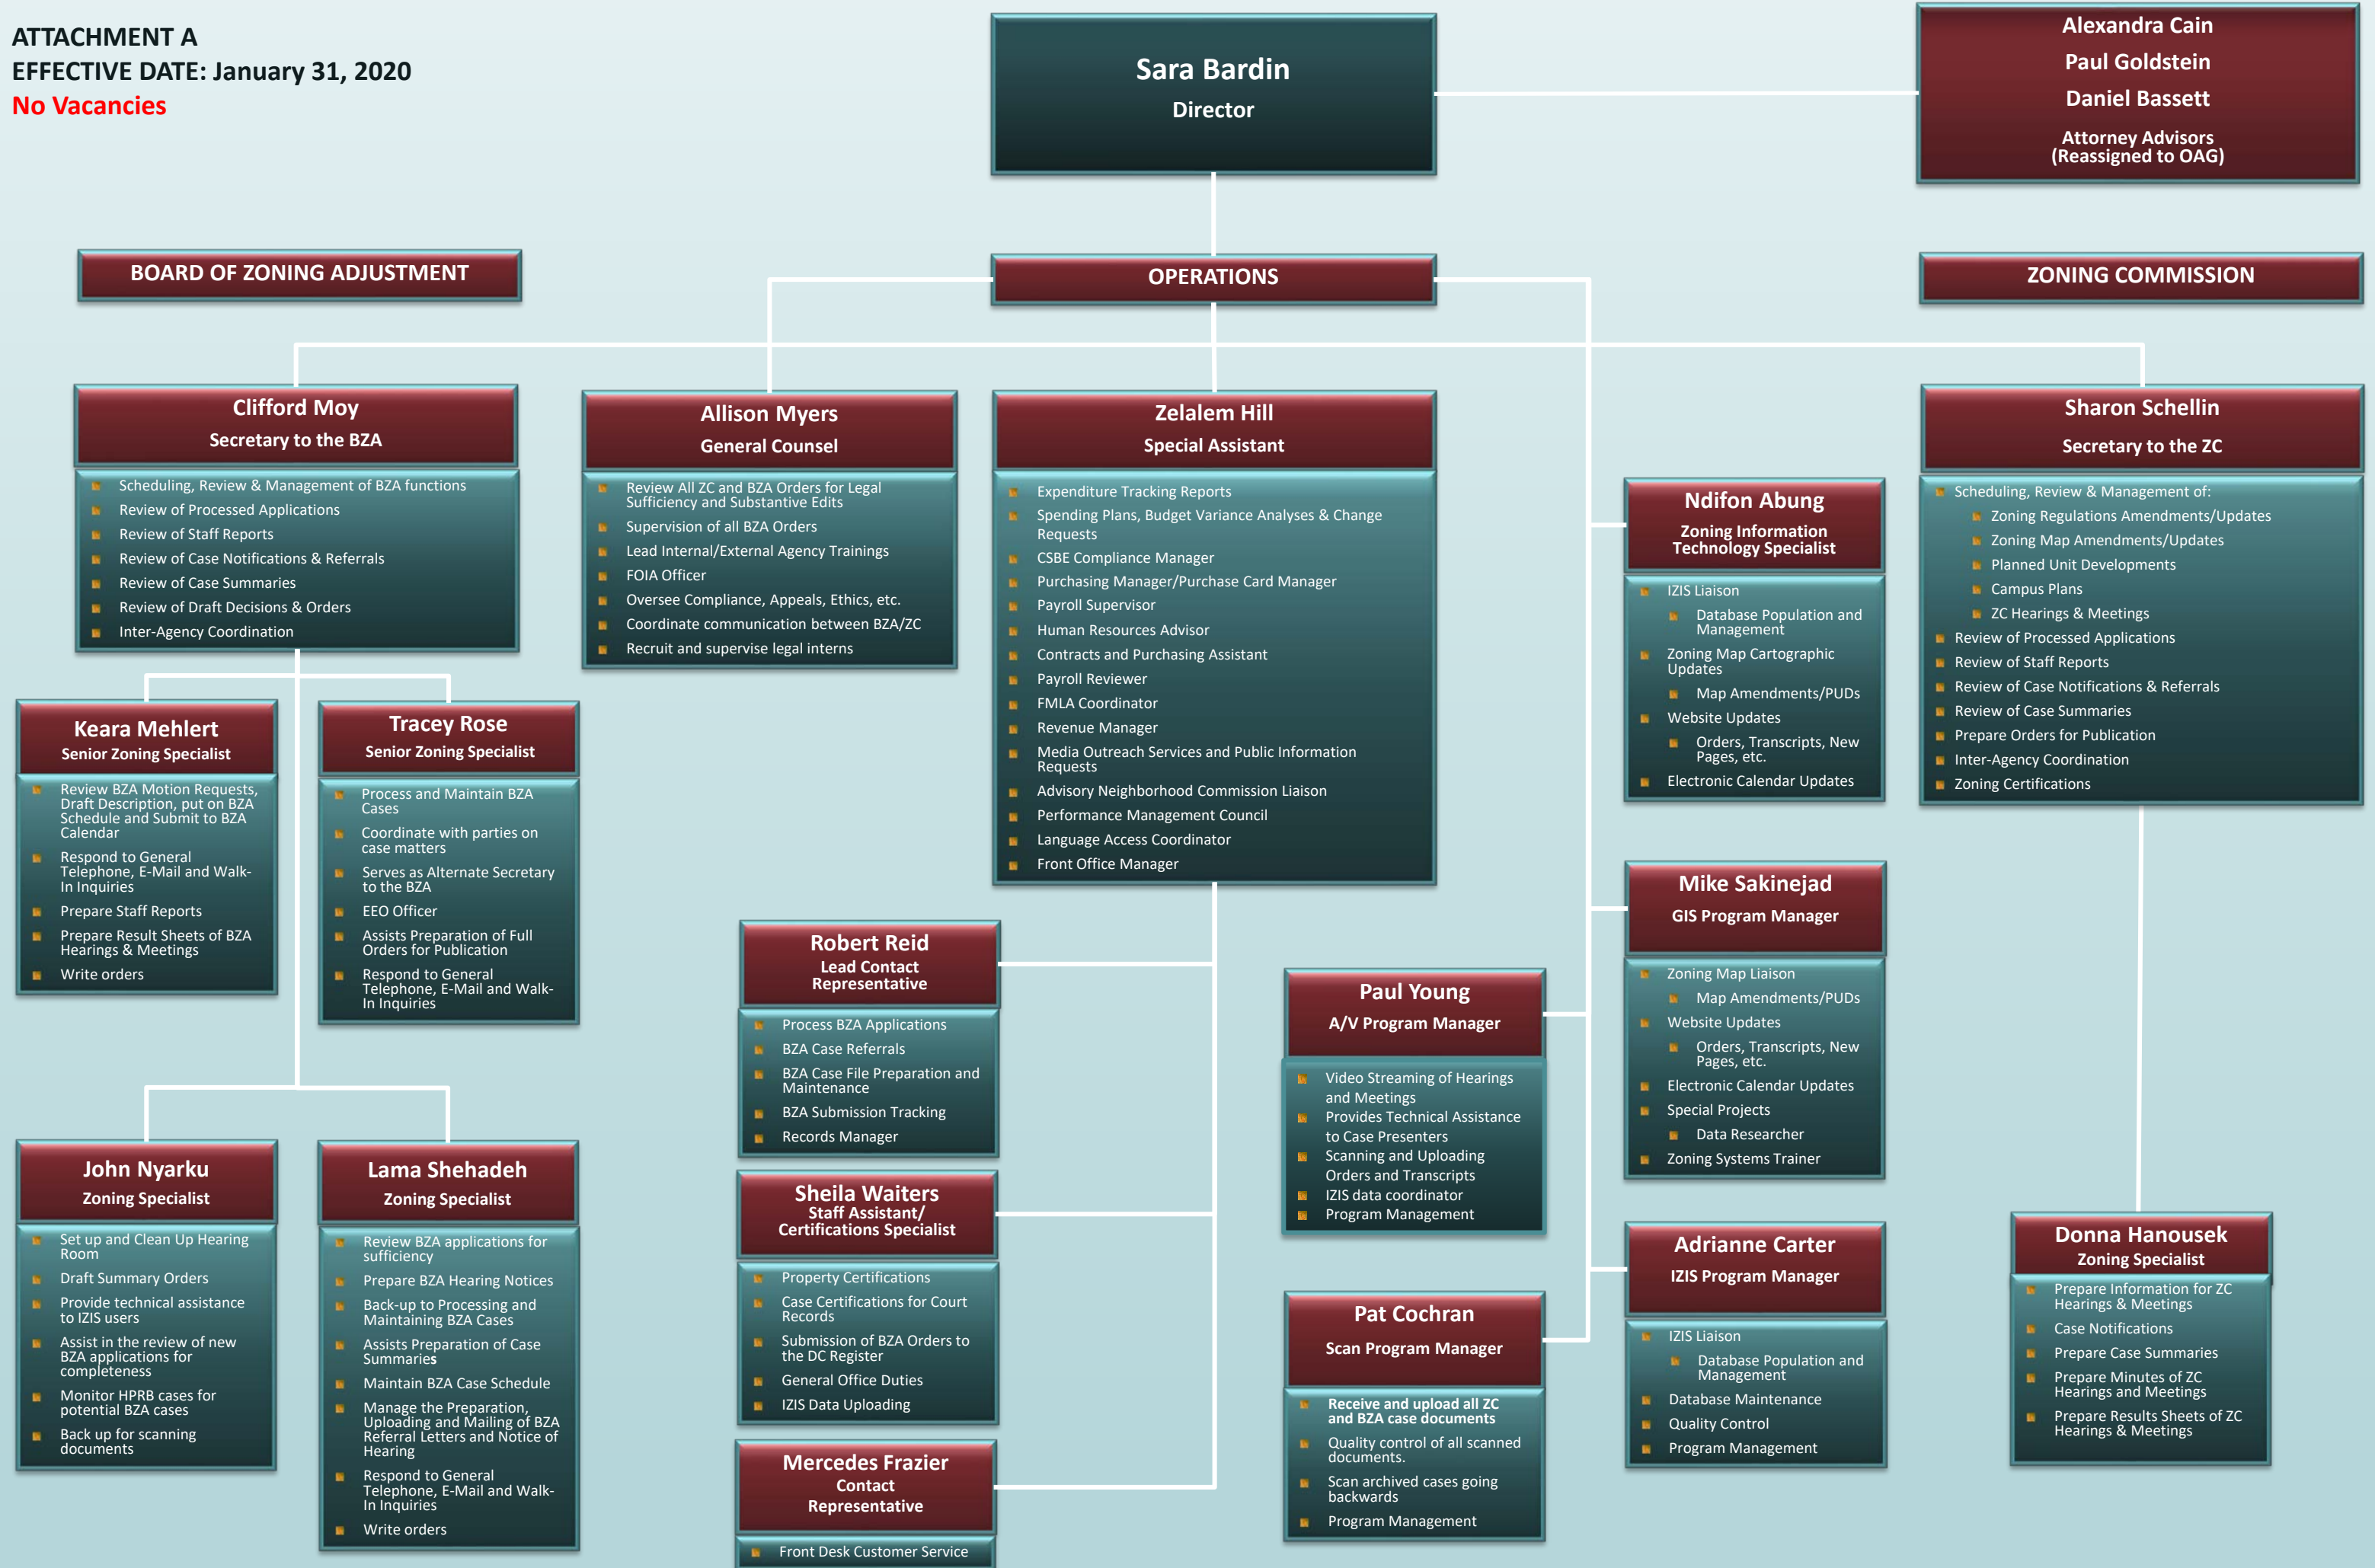 ATTACHMENT A
EFFECTIVE DATE: January 31, 2020
No Vacancies
Sara Bardin
Director
Alexandra Cain
Paul Goldstein
Daniel Bassett
Attorney Advisors
(Reassigned to OAG)
BOARD OF ZONING ADJUSTMENT
OPERATIONS
ZONING COMMISSION
Clifford Moy
Secretary to the BZA
Scheduling, Review & Management of BZA functions
Review of Processed Applications
Review of Staff Reports
Review of Case Notifications & Referrals
Review of Case Summaries
Review of Draft Decisions & Orders
Inter-Agency Coordination
Allison Myers
General Counsel
Review All ZC and BZA Orders for Legal
Sufficiency and Substantive Edits
Supervision of all BZA Orders
Lead Internal/External Agency Trainings
FOIA Officer
Oversee Compliance, Appeals, Ethics, etc.
Coordinate communication between BZA/ZC
Recruit and supervise legal interns
Zelalem Hill
Special Assistant
Expenditure Tracking Reports
Spending Plans, Budget Variance Analyses & Change
Requests
CSBE Compliance Manager
Purchasing Manager/Purchase Card Manager
Payroll Supervisor
Human Resources Advisor
Contracts and Purchasing Assistant
Payroll Reviewer
FMLA Coordinator
Revenue Manager
Media Outreach Services and Public Information
Requests
Advisory Neighborhood Commission Liaison
Performance Management Council
Language Access Coordinator
Front Office Manager
Ndifon Abung
Zoning Information
Technology Specialist
IZIS Liaison
Database Population and
Management
Zoning Map Cartographic
Updates
Map Amendments/PUDs
Website Updates
Orders, Transcripts, New
Pages, etc.
Electronic Calendar Updates
Sharon Schellin
Secretary to the ZC
Scheduling, Review & Management of:
Zoning Regulations Amendments/Updates
Zoning Map Amendments/Updates
Planned Unit Developments
Campus Plans
ZC Hearings & Meetings
Review of Processed Applications
Review of Staff Reports
Review of Case Notifications & Referrals
Review of Case Summaries
Prepare Orders for Publication
Inter-Agency Coordination
Zoning Certifications
Keara Mehlert
Senior Zoning Specialist
Review BZA Motion Requests,
Draft Description, put on BZA
Schedule and Submit to BZA
Calendar
Respond to General
Telephone, E-Mail and Walk-
In Inquiries
Prepare Staff Reports
Prepare Result Sheets of BZA
Hearings & Meetings
Write orders
Tracey Rose
Senior Zoning Specialist
Process and Maintain BZA
Cases
Coordinate with parties on
case matters
Serves as Alternate Secretary
to the BZA
EEO Officer
Assists Preparation of Full
Orders for Publication
Respond to General
Telephone, E-Mail and Walk-
In Inquiries
Robert Reid
Lead Contact
Representative
Process BZA Applications
BZA Case Referrals
BZA Case File Preparation and
Maintenance
BZA Submission Tracking
Records Manager
Paul Young
A/V Program Manager
Video Streaming of Hearings
and Meetings
Provides Technical Assistance
to Case Presenters
Scanning and Uploading
Orders and Transcripts
IZIS data coordinator
Program Management
Mike Sakinejad
GIS Program Manager
Zoning Map Liaison
Map Amendments/PUDs
Website Updates
Orders, Transcripts, New
Pages, etc.
Electronic Calendar Updates
Special Projects
Data Researcher
Zoning Systems Trainer
John Nyarku
Zoning Specialist
Set up and Clean Up Hearing
Room
Draft Summary Orders
Provide technical assistance
to IZIS users
Assist in the review of new
BZA applications for
completeness
Monitor HPRB cases for
potential BZA cases
Back up for scanning
documents
Lama Shehadeh
Zoning Specialist
Review BZA applications for
sufficiency
Prepare BZA Hearing Notices
Back-up to Processing and
Maintaining BZA Cases
Assists Preparation of Case
Summaries
Maintain BZA Case Schedule
Manage the Preparation,
Uploading and Mailing of BZA
Referral Letters and Notice of
Hearing
Respond to General
Telephone, E-Mail and Walk-
In Inquiries
Write orders
Sheila Waiters
Staff Assistant/
Certifications Specialist
Property Certifications
Case Certifications for Court
Records
Submission of BZA Orders to
the DC Register
General Office Duties
IZIS Data Uploading
Mercedes Frazier
Contact
Representative
Front Desk Customer Service
Pat Cochran
Scan Program Manager
Receive and upload all ZC
and BZA case documents
Quality control of all scanned
documents.
Scan archived cases going
backwards
Program Management
Adrianne Carter
IZIS Program Manager
IZIS Liaison
Database Population and
Management
Database Maintenance
Quality Control
Program Management
Donna Hanousek
Zoning Specialist
Prepare Information for ZC
Hearings & Meetings
Case Notifications
Prepare Case Summaries
Prepare Minutes of ZC
Hearings and Meetings
Prepare Results Sheets of ZC
Hearings & Meetings